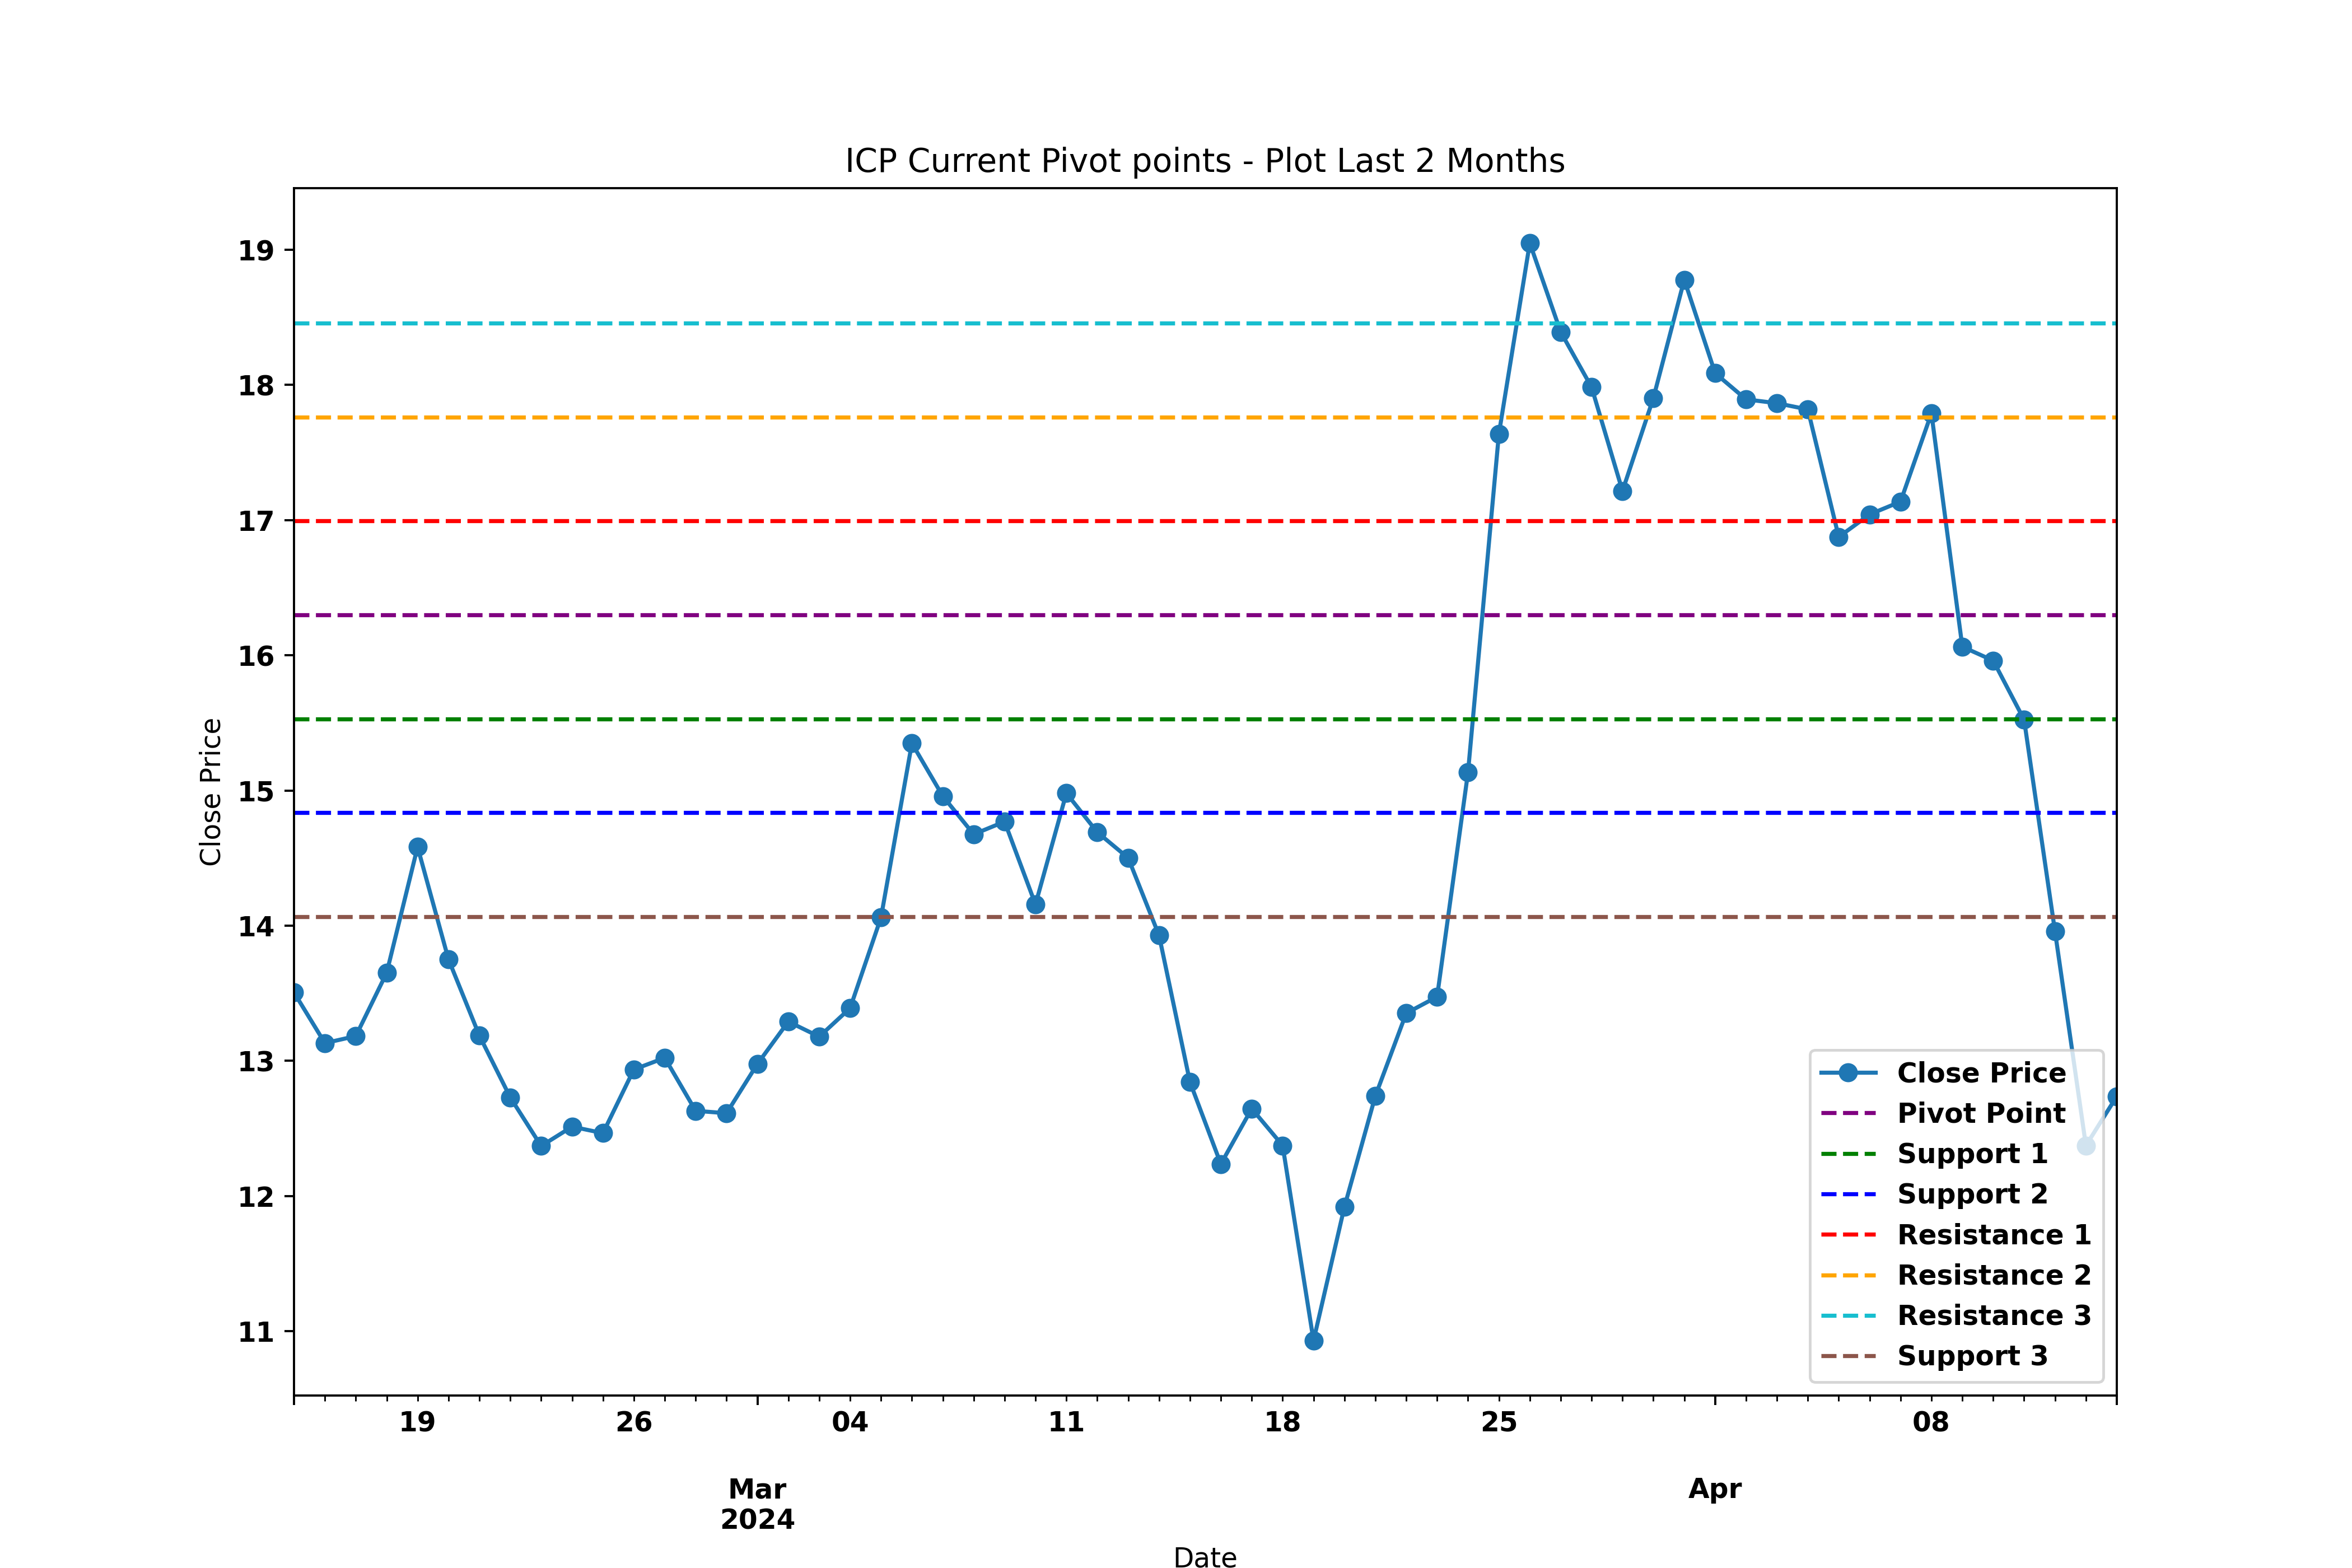 ICP Current Pivot points - Plot Last 2 Months
19
18
17
16
15
14
13
12
11
Close Price
Close Price
Pivot Point
Support 1
Support 2
Resistance 1
Resistance 2
Resistance 3
Support 3
19 26 04 11 18 25 08
Mar Apr
2024
Date